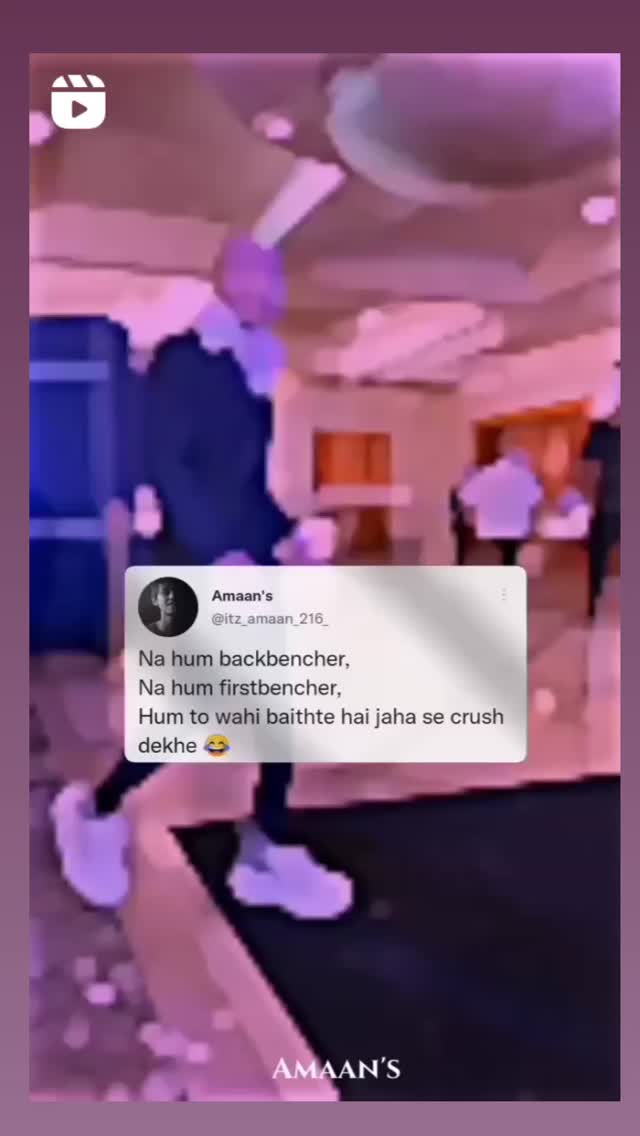 Amaan's
@itz_amaan_216_
Na hum backbencher,
Na hum firstbencher,
Hum to wahi baithte hai jaha se crush
dekhe 😂
AMAAN'S